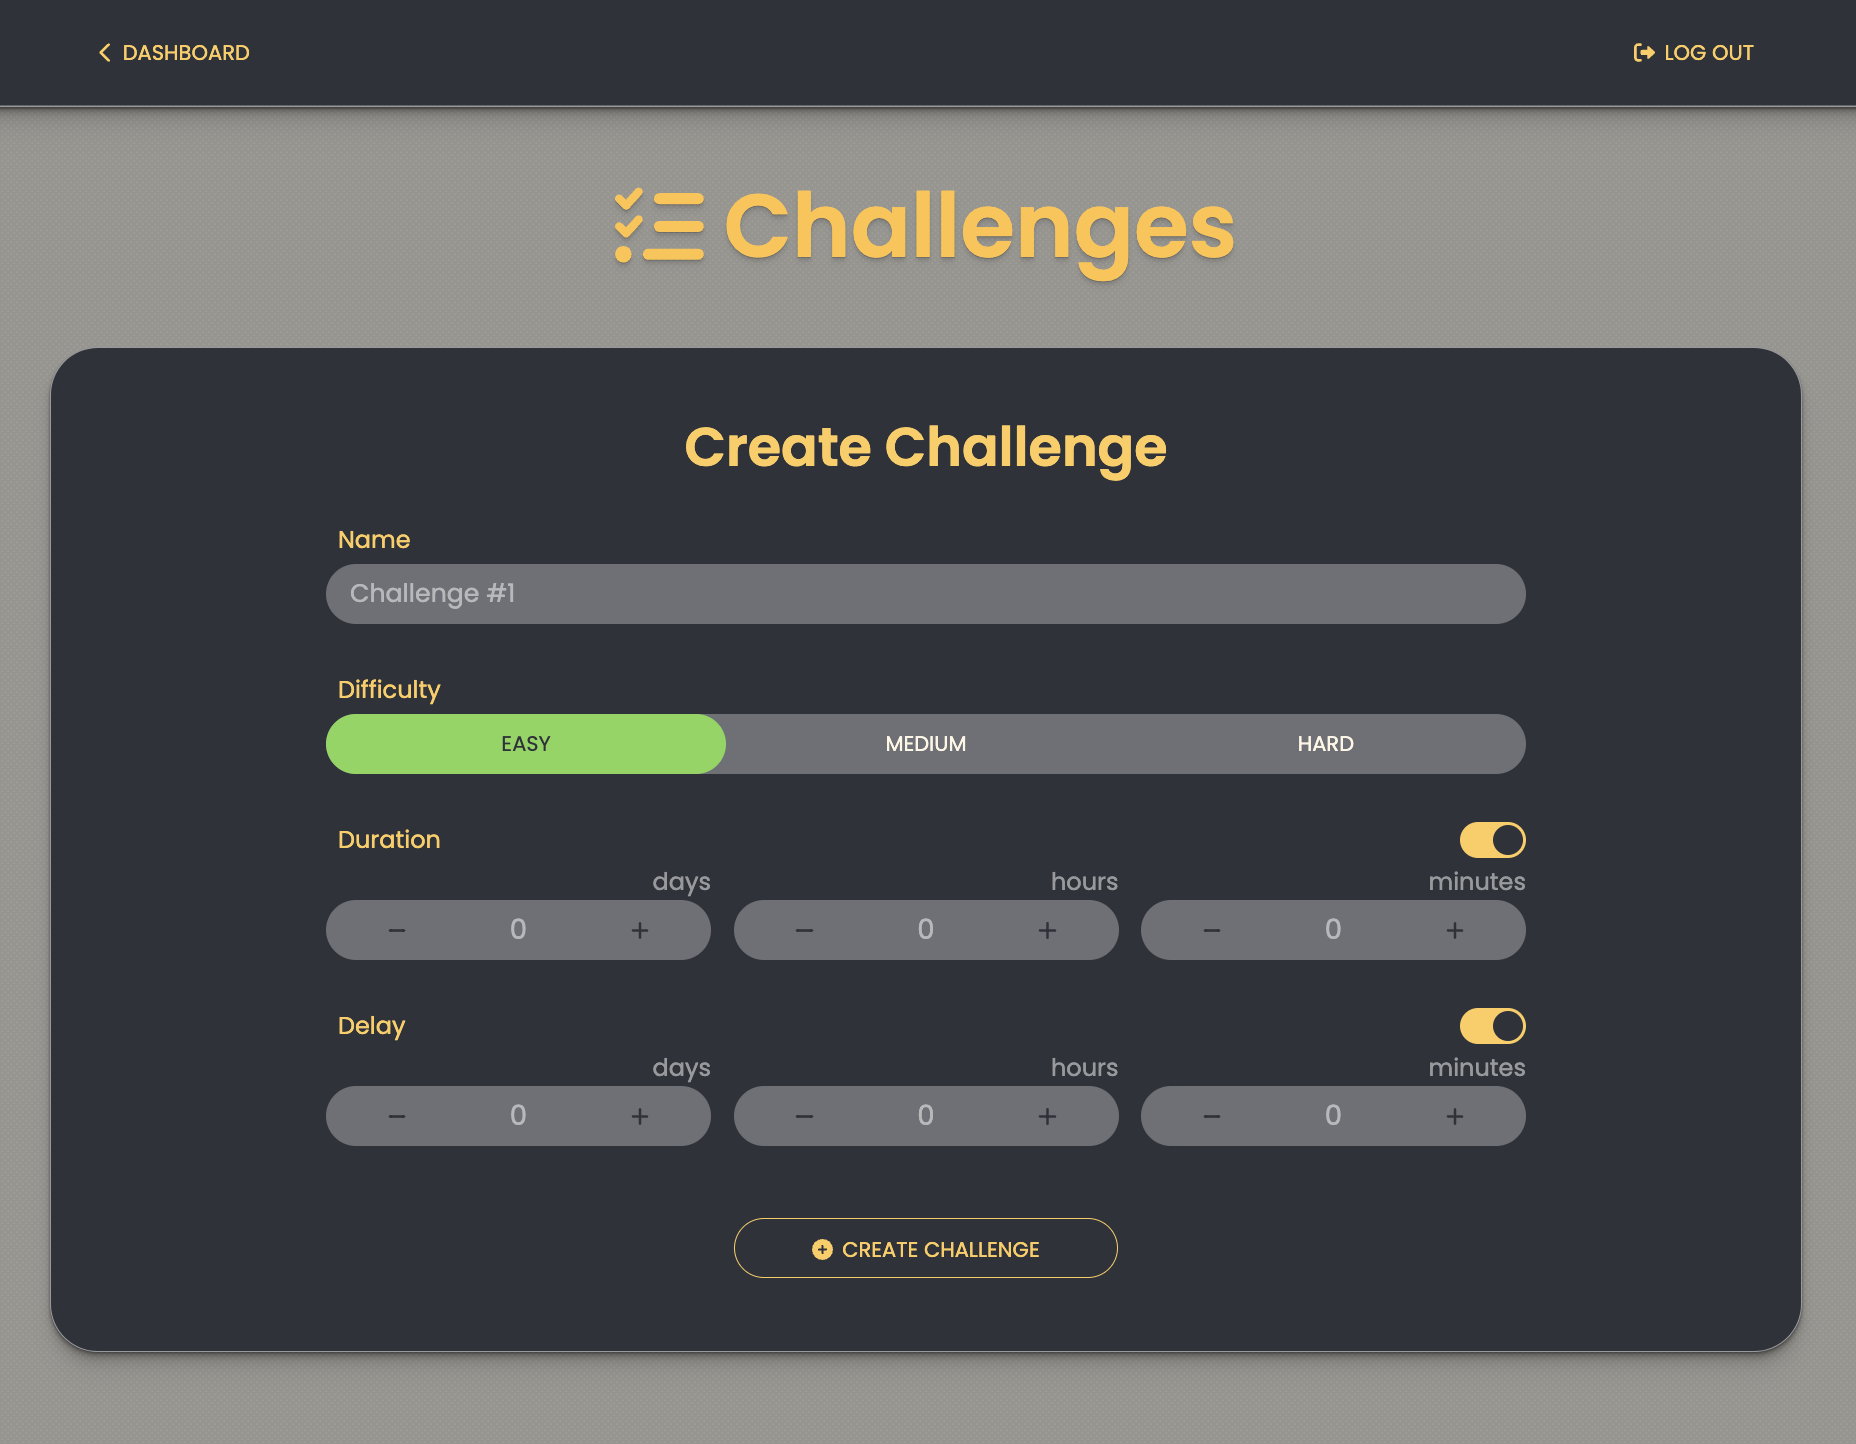 DASHBOARD LOG OUT
Challenges
Create Challenge
Name
Challenge #1
Difficulty
EASY MEDIUM HARD
Duration
days hours minutes
− 0 + − 0 + − 0 +
Delay
days hours minutes
− 0 + − 0 + − 0 +
CREATE CHALLENGE